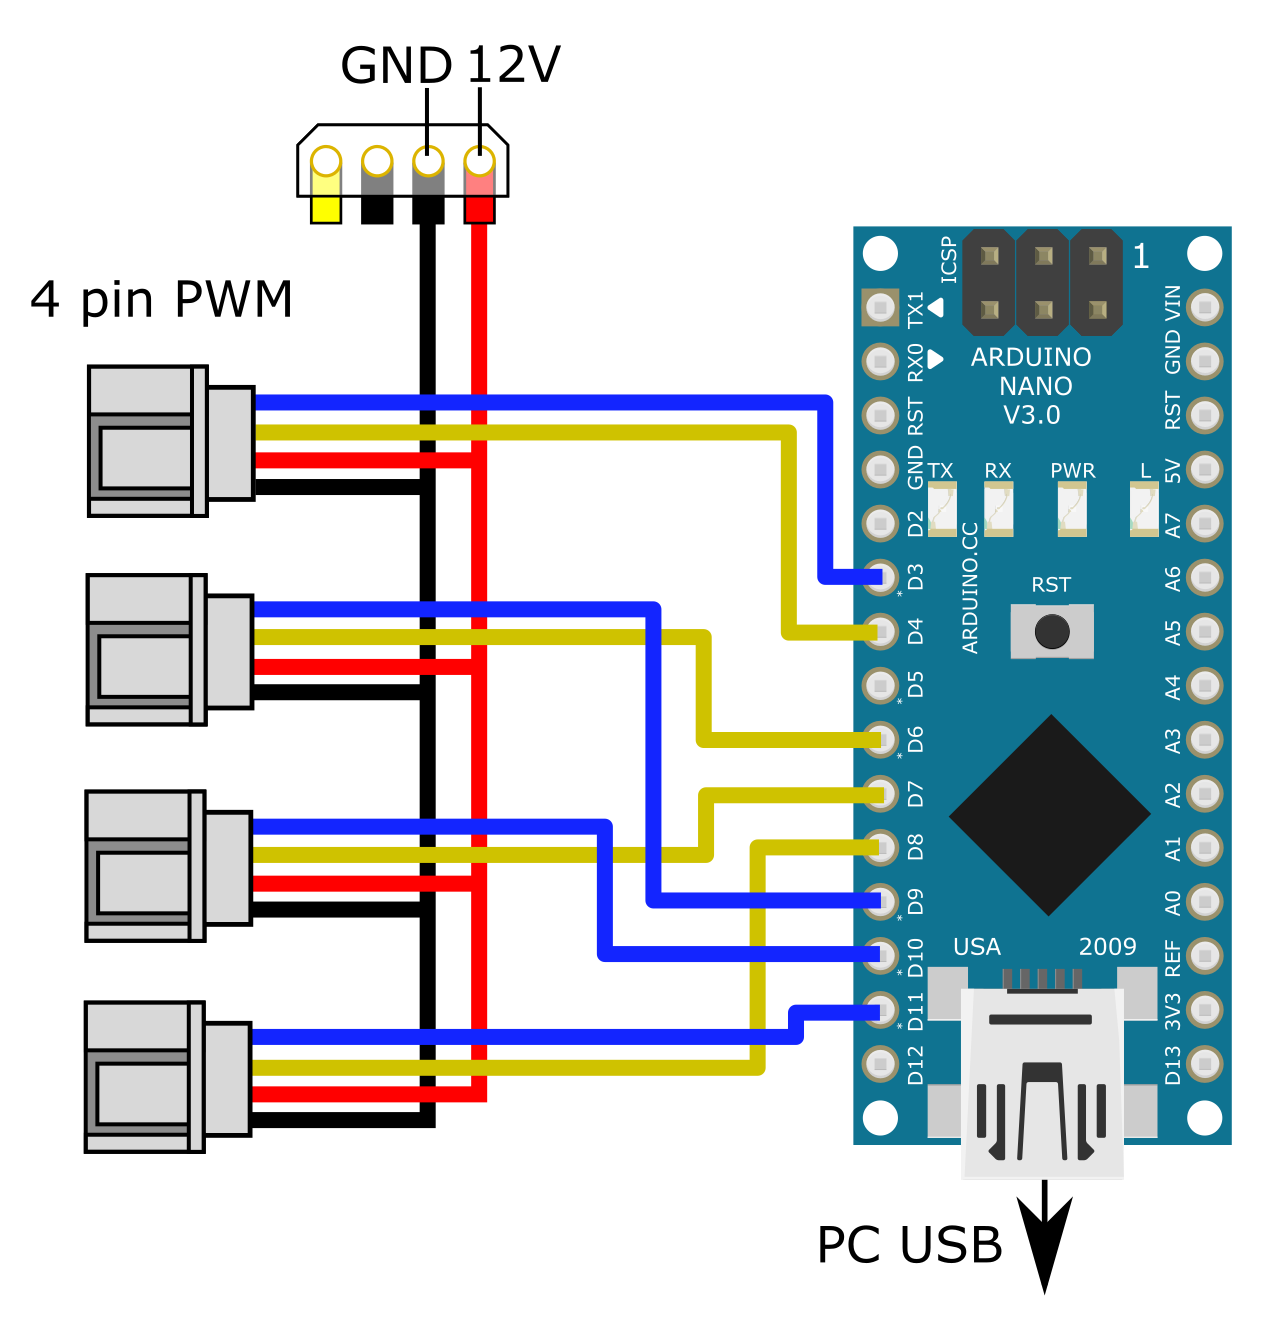 GND 12V
4 pin PWM
ICSP
1
TX1
RX0
RST
GND
D2
D3
D4
D5
D6
D7
D8
D9
D10
D11
D12
ARDUINO
NANO
V3.0
TX RX PWR L
ARDUINO.CC
RST
USA 2009
VIN
GND
RST
5V
A7
A6
A5
A4
A3
A2
A1
A0
REF
3V3
D13
*
*
*
*
*
*
PC USB